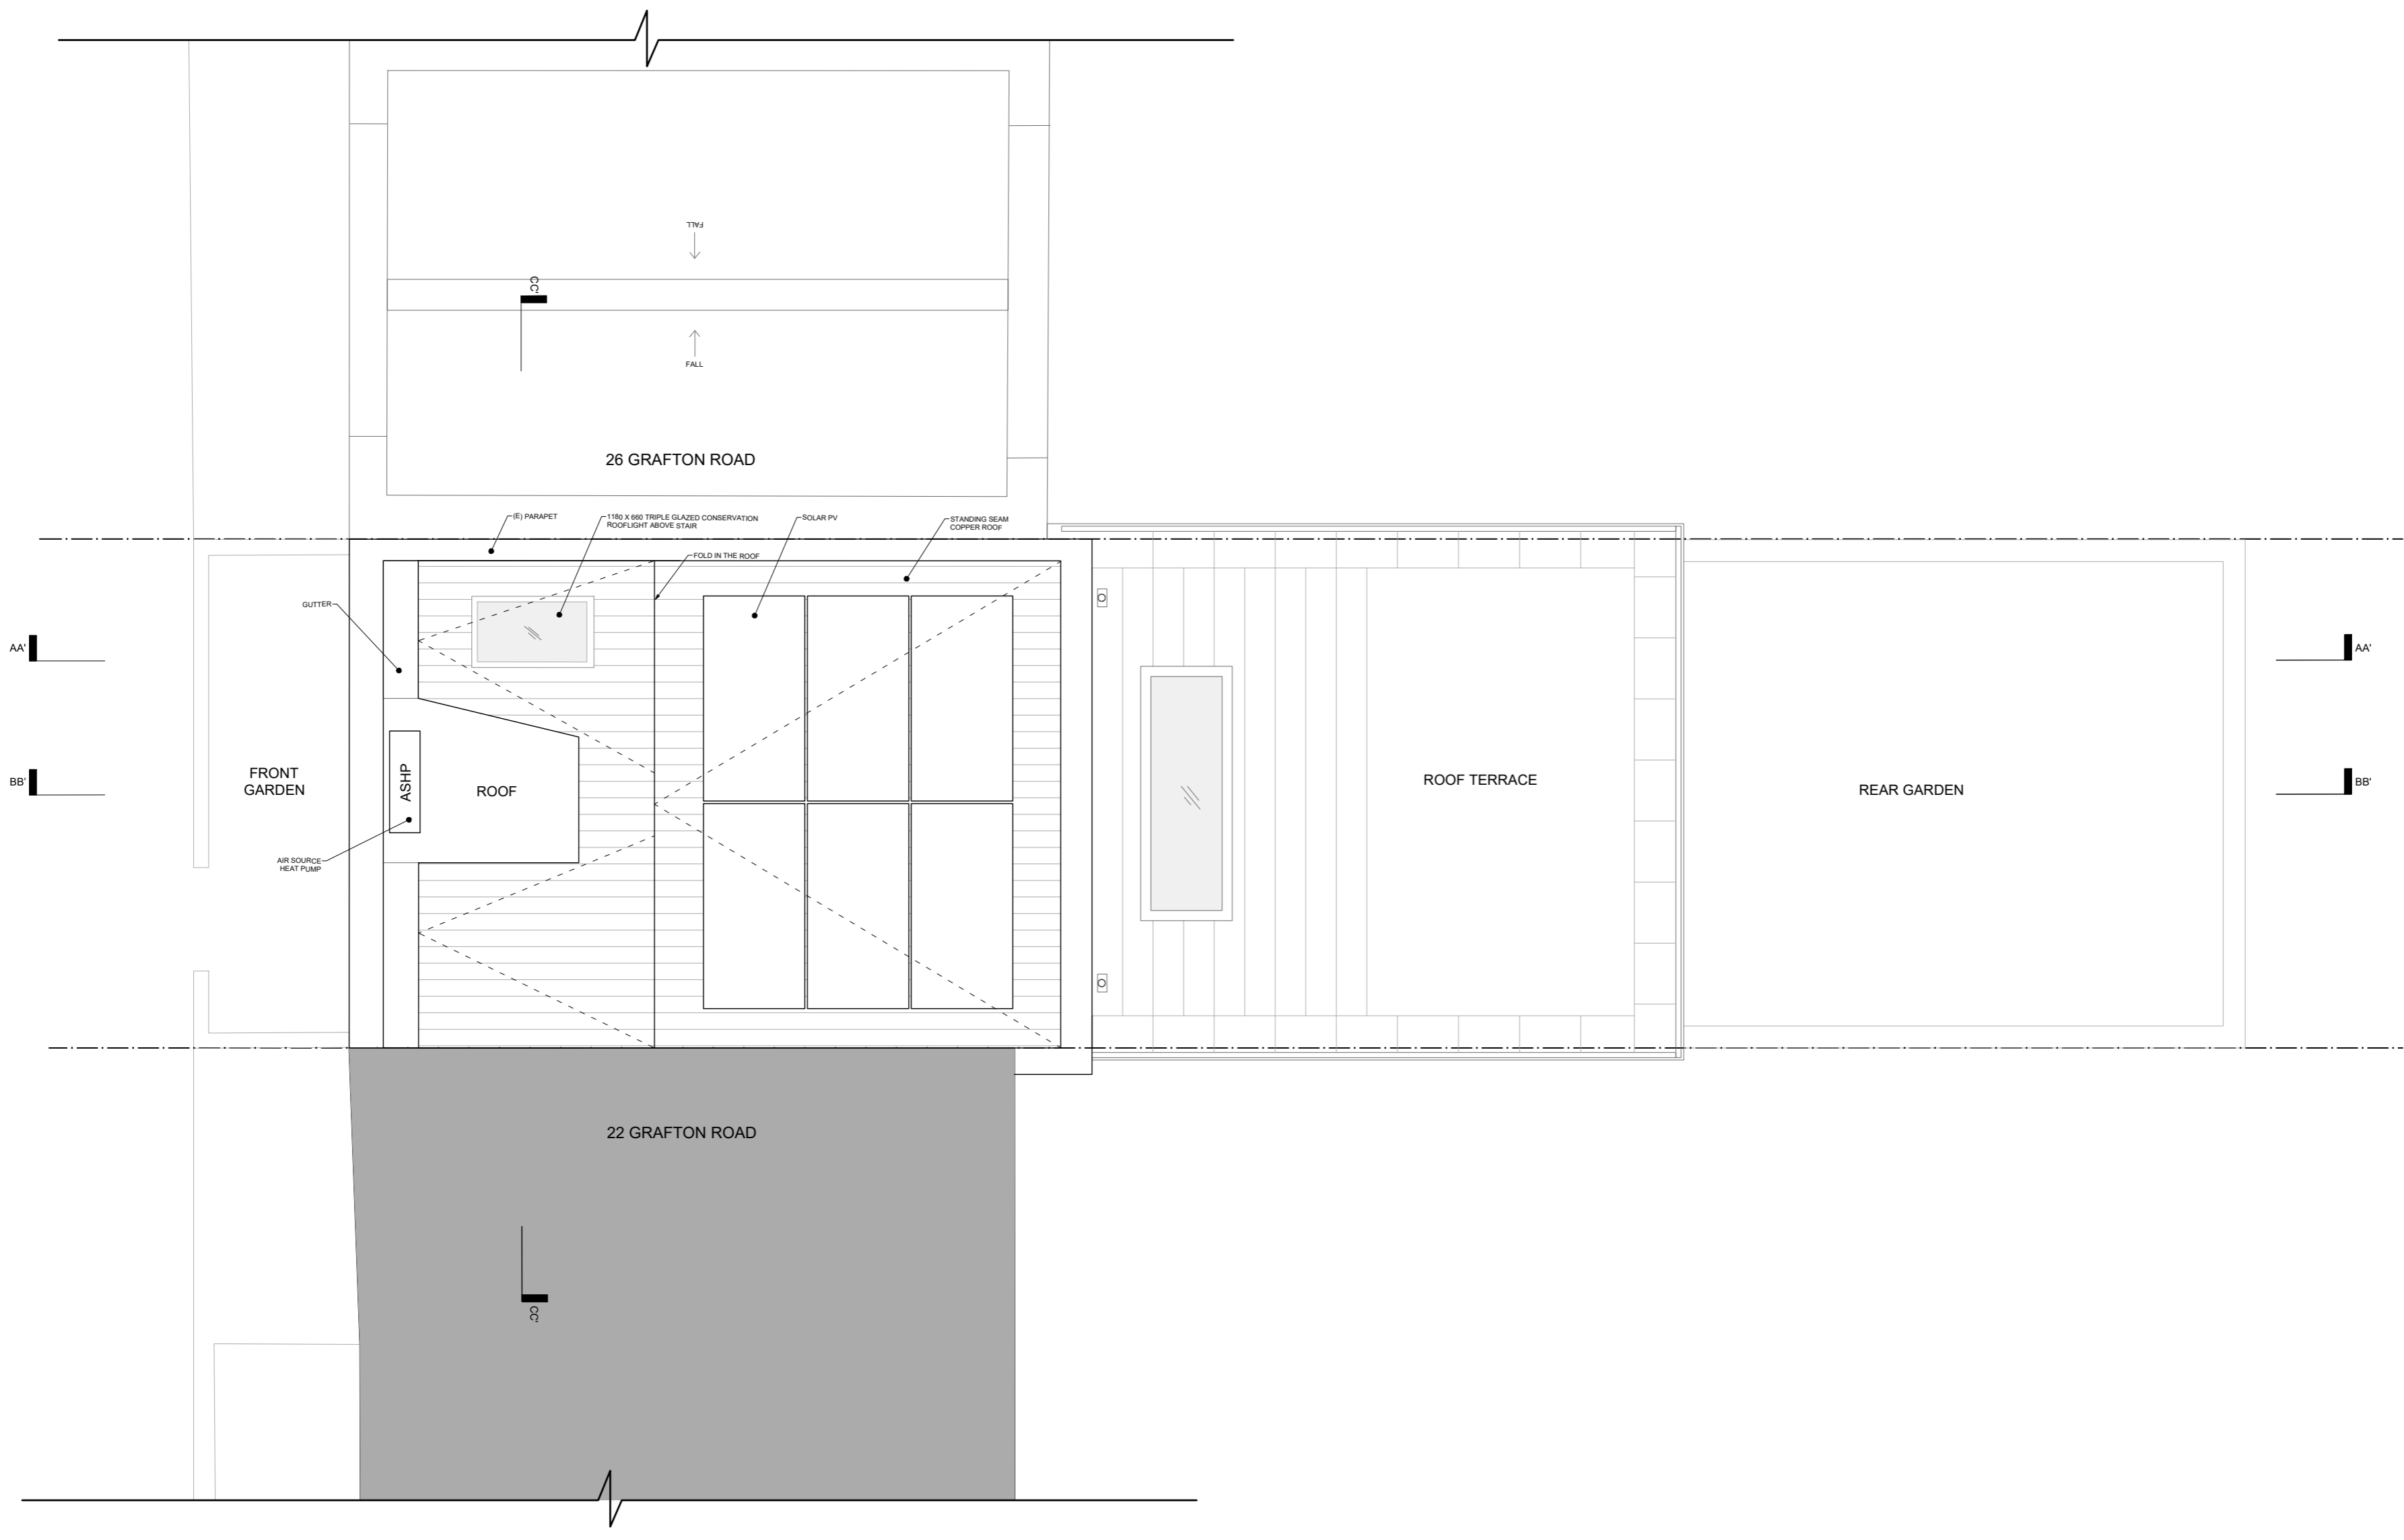 FALL
CC'
FALL
26 GRAFTON ROAD
(E) PARAPET
1180 X 660 TRIPLE GLAZED CONSERVATION
ROOFLIGHT ABOVE STAIR
SOLAR PV
STANDING SEAM
COPPER ROOF
FOLD IN THE ROOF
GUTTER
AA'
AA'
FRONT
GARDEN
ASHP
ROOF
ROOF TERRACE
REAR GARDEN
BB'
BB'
AIR SOURCE
HEAT PUMP
22 GRAFTON ROAD
CC'